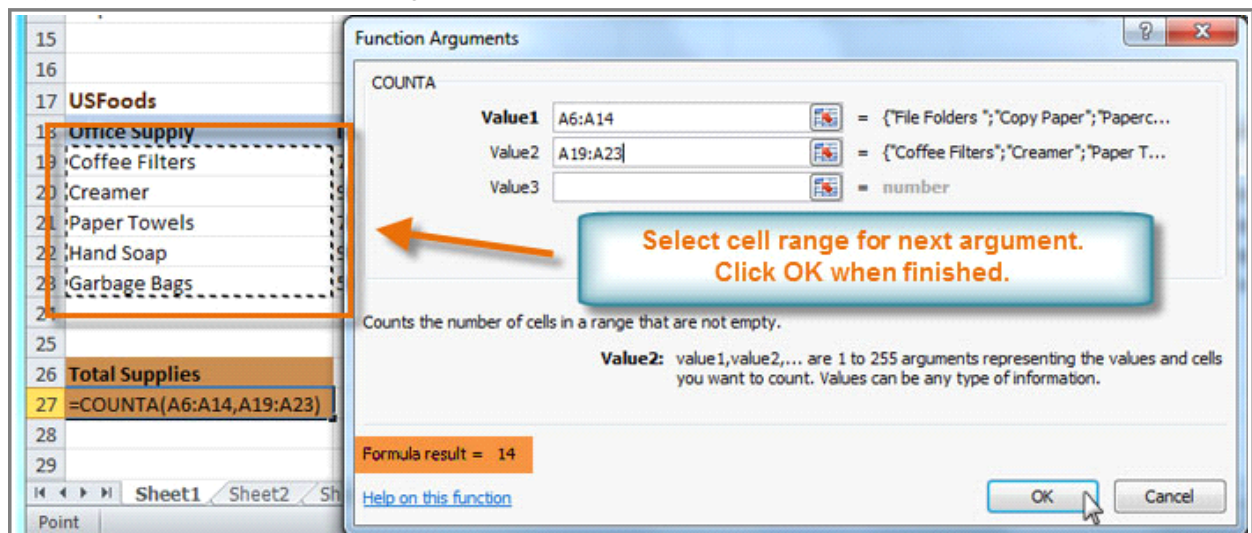 15
16
17 USFoods
18 Office Supply
19 Coffee Filters
20 Creamer
21 Paper Towels
22 Hand Soap
23 Garbage Bags
24
25
26 Total Supplies
27 =COUNTA(A6:A14,A19:A23)
28
29
Sheet1 Sheet2 Sh
Point
Function Arguments
COUNTA
Value1 A6:A14 = {"File Folders ";"Copy Paper";"Paperc...
Value2 A19:A23 = {"Coffee Filters";"Creamer";"Paper T...
Value3 = number
Select cell range for next argument.
Click OK when finished.
Counts the number of cells in a range that are not empty.
Value2: value1,value2,... are 1 to 255 arguments representing the values and cells
you want to count. Values can be any type of information.
Formula result = 14
Help on this function
OK Cancel